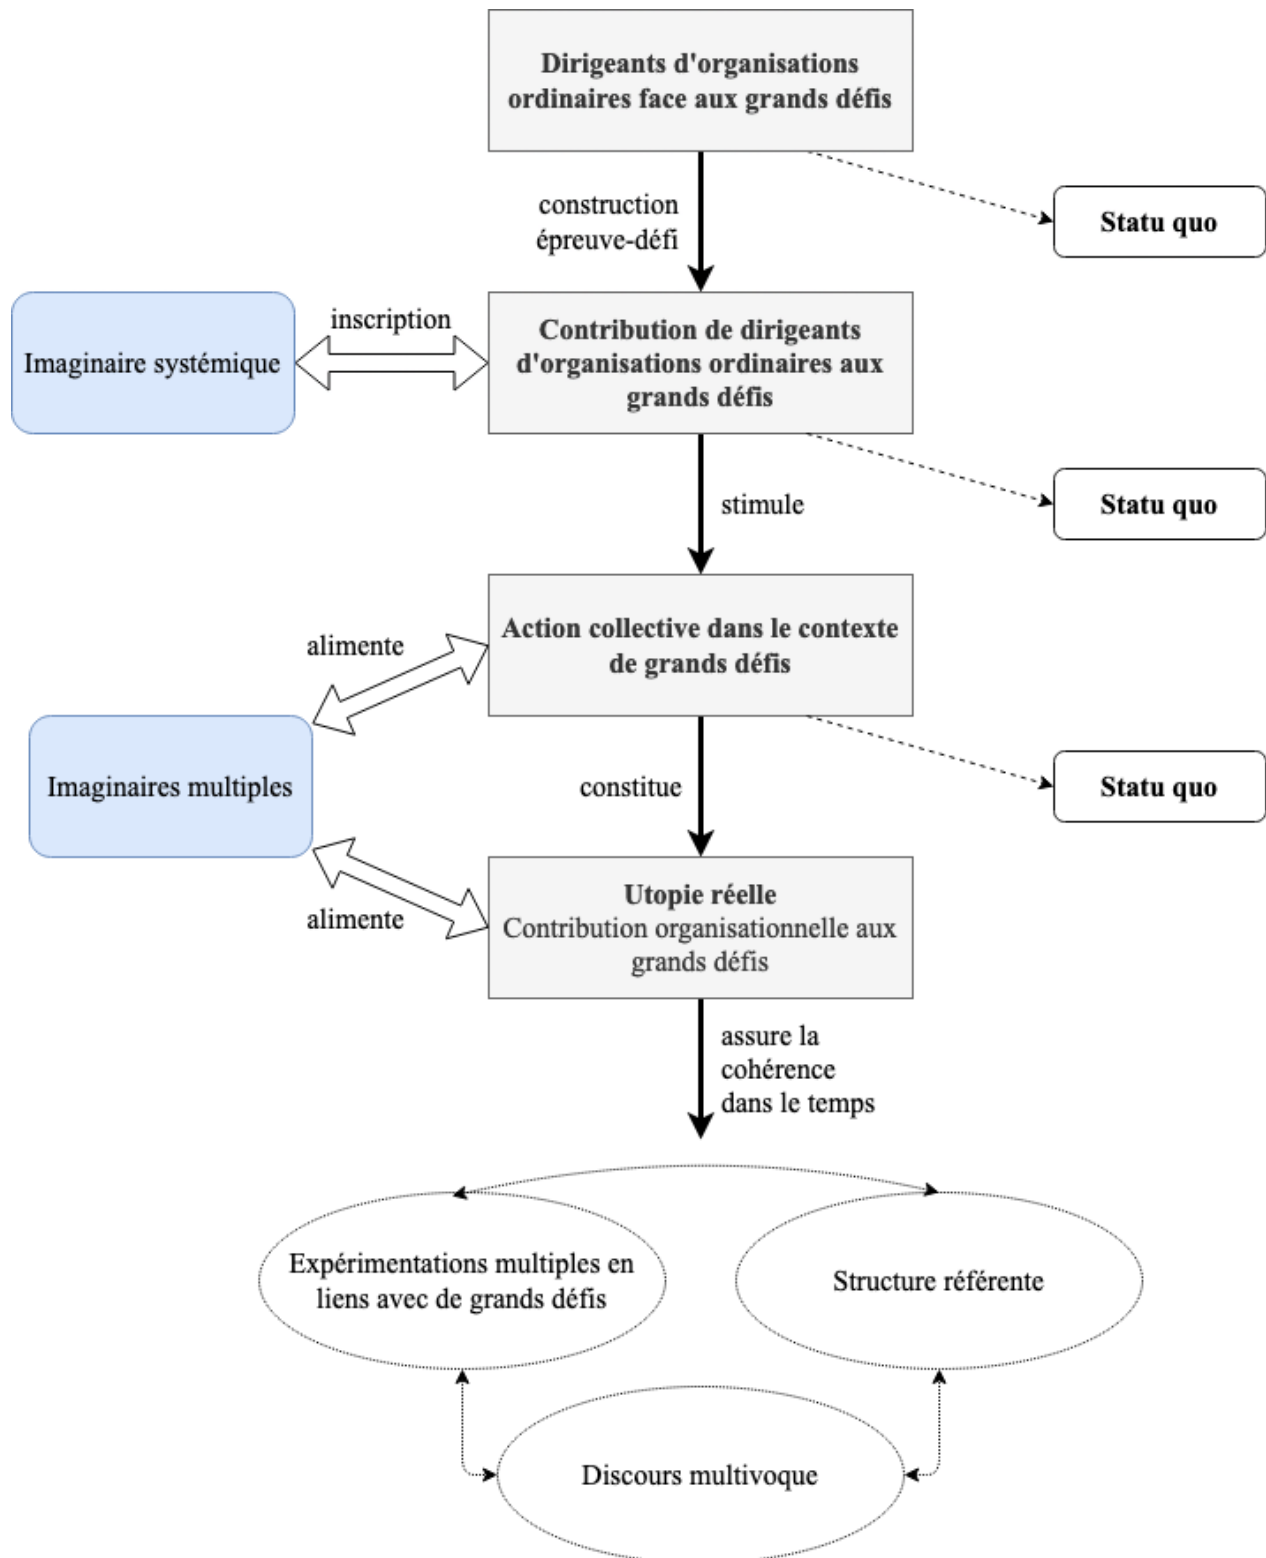 Dirigeants d'organisations
ordinaires face aux grands défis
construction
épreuve-défi
Statu quo
inscription
Imaginaire systémique
Contribution de dirigeants
d'organisations ordinaires aux
grands défis
stimule
Statu quo
Action collective dans le contexte
de grands défis
alimente
Imaginaires multiples
constitue
Statu quo
alimente
Utopie réelle
Contribution organisationnelle aux
grands défis
assure la
cohérence
dans le temps
Expérimentations multiples en
liens avec de grands défis
Structure référente
Discours multivoque